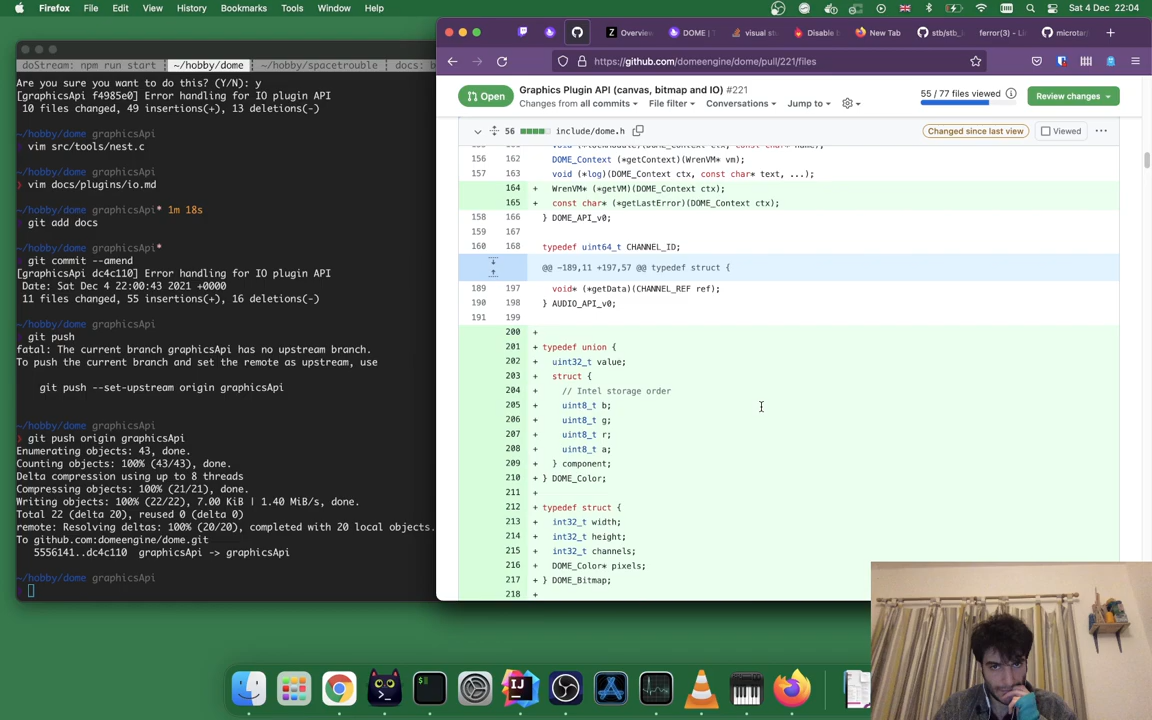 Firefox File Edit View History Bookmarks Tools Window Help
Sat 4 Dec 22:04
doStream: npm run start ~/hobby/dome ~/hobby/spacetrouble docs: b
Are you sure you want to do this? (Y/N): y
[graphicsApi f4985e0] Error handling for IO plugin API
10 files changed, 49 insertions(+), 13 deletions(-)
~/hobby/dome graphicsApi
vim src/tools/nest.c
~/hobby/dome graphicsApi
❯ vim docs/plugins/io.md
~/hobby/dome graphicsApi* 1m 18s
git add docs
~/hobby/dome graphicsApi*
git commit --amend
[graphicsApi dc4c110] Error handling for IO plugin API
Date: Sat Dec 4 22:00:43 2021 +0000
11 files changed, 55 insertions(+), 16 deletions(-)
~/hobby/dome graphicsApi
git push
fatal: The current branch graphicsApi has no upstream branch.
To push the current branch and set the remote as upstream, use
git push --set-upstream origin graphicsApi
~/hobby/dome graphicsApi
❯ git push origin graphicsApi
Enumerating objects: 43, done.
Counting objects: 100% (43/43), done.
Delta compression using up to 8 threads
Compressing objects: 100% (21/21), done.
Writing objects: 100% (22/22), 7.00 KiB | 1.40 MiB/s, done.
Total 22 (delta 20), reused 0 (delta 0)
remote: Resolving deltas: 100% (20/20), completed with 20 local objects.
To github.com:domeengine/dome.git
5556141..dc4c110 graphicsApi -> graphicsApi
~/hobby/dome graphicsApi
Overview DOME | visual stu Disable New Tab stb/stb_ ferror(3) - Li microtar
https://github.com/domeengine/dome/pull/221/files
Open
Graphics Plugin API (canvas, bitmap and IO) #221
Changes from all commits File filter Conversations Jump to
55 / 77 files viewed
Review changes
56 include/dome.h
Changed since last view
Viewed
156 162 DOME_Context (*getContext)(WrenVM* vm);
157 163 void (*log)(DOME_Context ctx, const char* text, ...);
164 + WrenVM* (*getVM)(DOME_Context ctx);
165 + const char* (*getLastError)(DOME_Context ctx);
158 166 } DOME_API_v0;
159 167
160 168 typedef uint64_t CHANNEL_ID;
@@ -189,11 +197,57 @@ typedef struct {
189 197 void* (*getData)(CHANNEL_REF ref);
190 198 } AUDIO_API_v0;
191 199
200 +
201 + typedef union {
202 + uint32_t value;
203 + struct {
204 + // Intel storage order
205 + uint8_t b;
206 + uint8_t g;
207 + uint8_t r;
208 + uint8_t a;
209 + } component;
210 + } DOME_Color;
211 +
212 + typedef struct {
213 + int32_t width;
214 + int32_t height;
215 + int32_t channels;
216 + DOME_Color* pixels;
217 + } DOME_Bitmap;
218 +